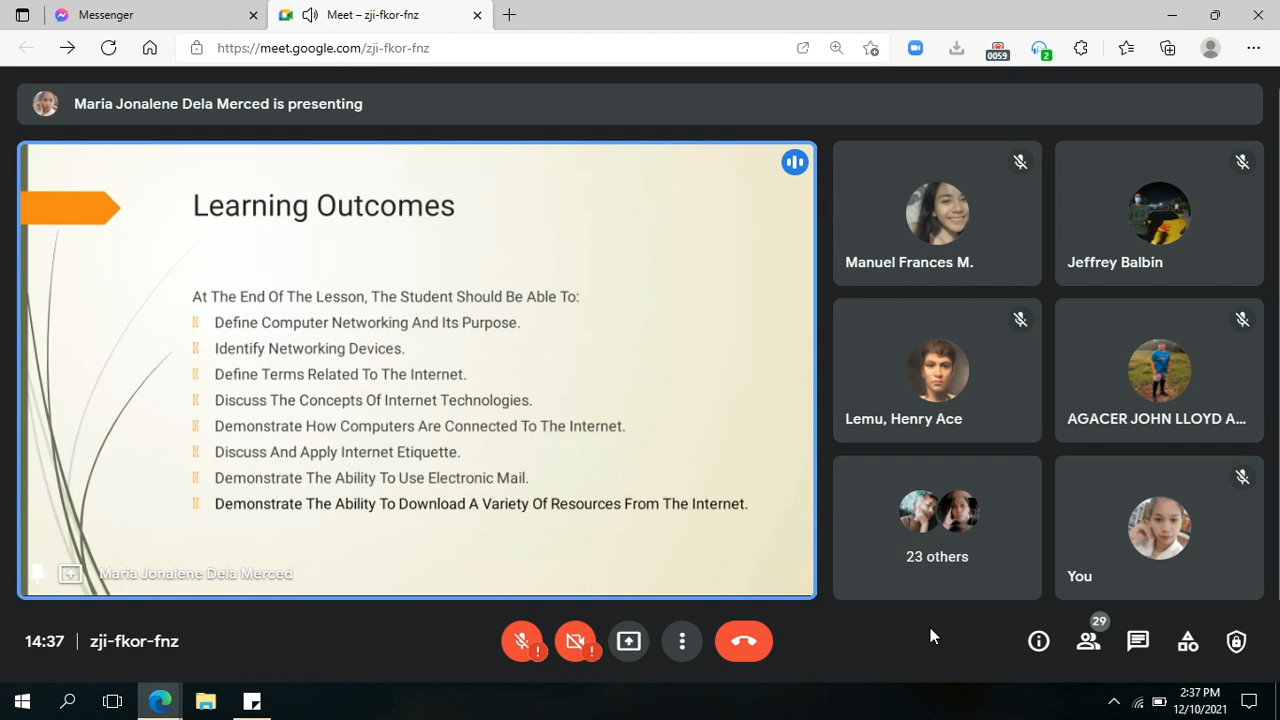 Messenger
Meet – zji-fkor-fnz
https://meet.google.com/zji-fkor-fnz
0059
2
Maria Jonalene Dela Merced is presenting
Learning Outcomes
At The End Of The Lesson, The Student Should Be Able To:
Define Computer Networking And Its Purpose.
Identify Networking Devices.
Define Terms Related To The Internet.
Discuss The Concepts Of Internet Technologies.
Demonstrate How Computers Are Connected To The Internet.
Discuss And Apply Internet Etiquette.
Demonstrate The Ability To Use Electronic Mail.
Demonstrate The Ability To Download A Variety Of Resources From The Internet.
Maria Jonalene Dela Merced
Manuel Frances M.
Jeffrey Balbin
Lemu, Henry Ace
AGACER JOHN LLOYD A...
23 others
You
14:37 | zji-fkor-fnz
29
2:37 PM
12/10/2021